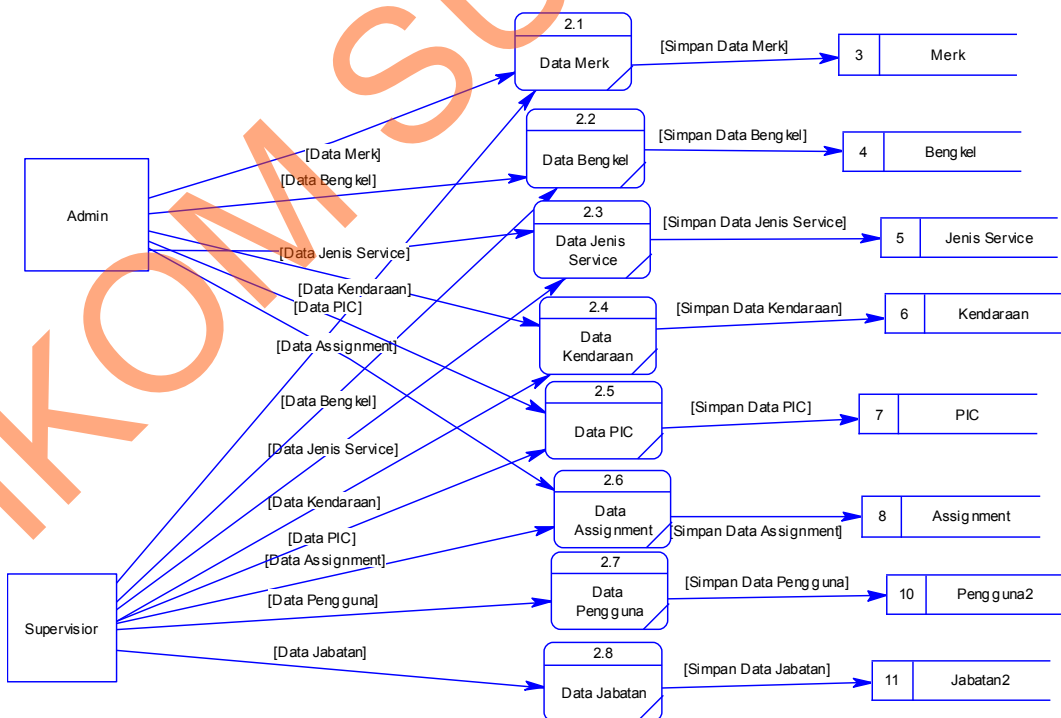 2.1
Data Merk
[Simpan Data Merk]
3
Merk
2.2
Data Bengkel
[Simpan Data Bengkel]
4
Bengkel
2.3
Data Jenis
Service
[Simpan Data Jenis Service]
5
Jenis Service
2.4
Data
Kendaraan
[Simpan Data Kendaraan]
6
Kendaraan
2.5
Data PIC
[Simpan Data PIC]
7
PIC
2.6
Data
Assignment
[Simpan Data Assignment]
8
Assignment
2.7
Data
Pengguna
[Simpan Data Pengguna]
10
Pengguna2
2.8
Data Jabatan
[Simpan Data Jabatan]
11
Jabatan2
Admin
[Data Merk]
[Data Bengkel]
[Data Jenis Service]
[Data Kendaraan]
[Data PIC]
[Data Assignment]
Supervisior
[Data Bengkel]
[Data Jenis Service]
[Data Kendaraan]
[Data PIC]
[Data Assignment]
[Data Pengguna]
[Data Jabatan]